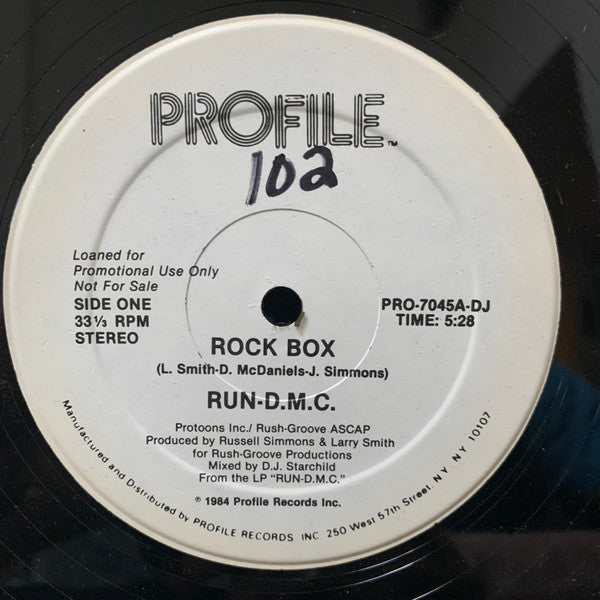 PROFILE™
102
Loaned for
Promotional Use Only
Not For Sale
SIDE ONE
33⅓ RPM
STEREO
PRO-7045A-DJ
TIME: 5:28
ROCK BOX
(L. Smith-D. McDaniels-J. Simmons)
RUN-D.M.C.
Protoons Inc./ Rush-Groove ASCAP
Produced by Russell Simmons & Larry Smith
for Rush-Groove Productions
Mixed by D.J. Starchild
From the LP "RUN-D.M.C."
℗ 1984 Profile Records Inc.
Manufactured and Distributed by PROFILE RECORDS INC 250 West 57th Street, NY, NY 10107